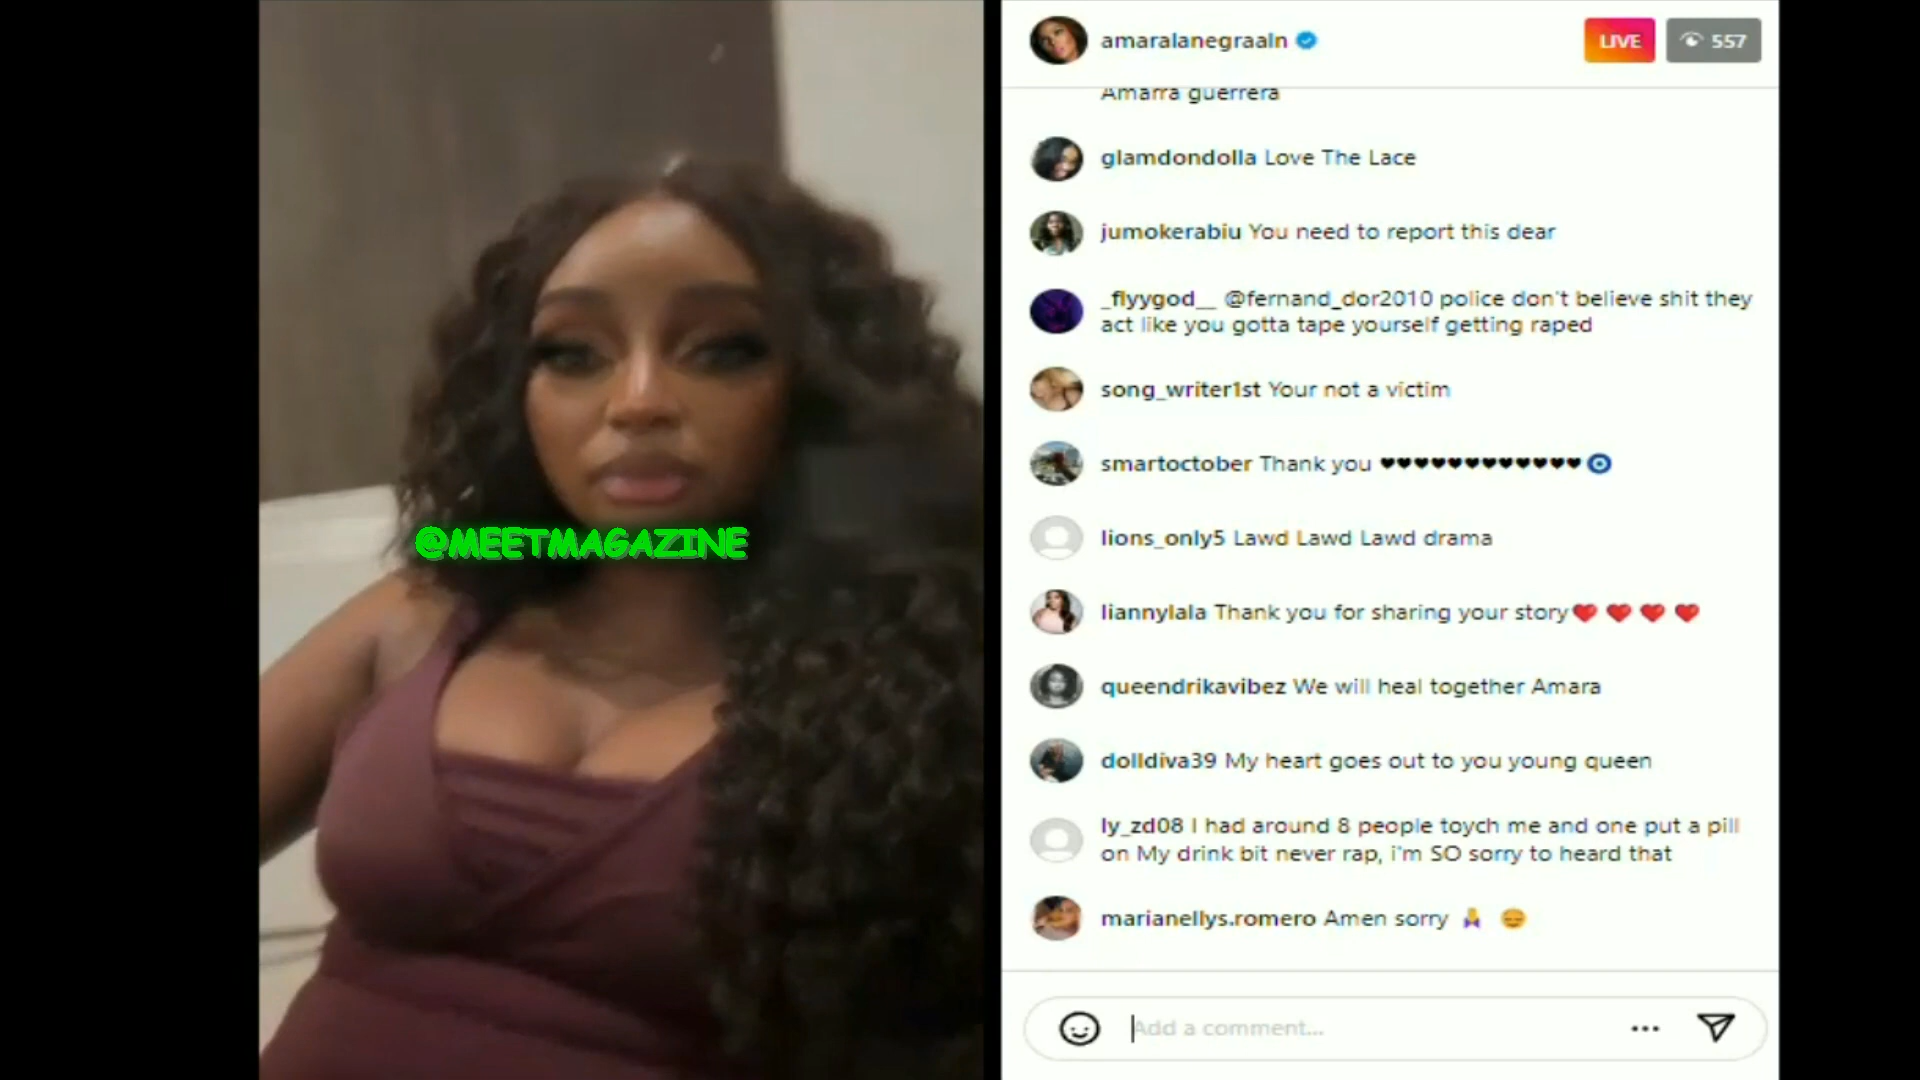 amaralanegraaln
LIVE
557
Amarra guerrera
glamdondolla Love The Lace
jumokerabiu You need to report this dear
_flyygod__ @fernand_dor2010 police don't believe shit they
act like you gotta tape yourself getting raped
song_writer1st Your not a victim
smartoctober Thank you ♥♥♥♥♥♥♥♥♥♥♥♥🧿
@MEETMAGAZINE
lions_only5 Lawd Lawd Lawd drama
liannylala Thank you for sharing your story❤️ ❤️ ❤️ ❤️
queendrikavibez We will heal together Amara
dolldiva39 My heart goes out to you young queen
ly_zd08 I had around 8 people toych me and one put a pill
on My drink bit never rap, i'm SO sorry to heard that
marianellys.romero Amen sorry
Add a comment...